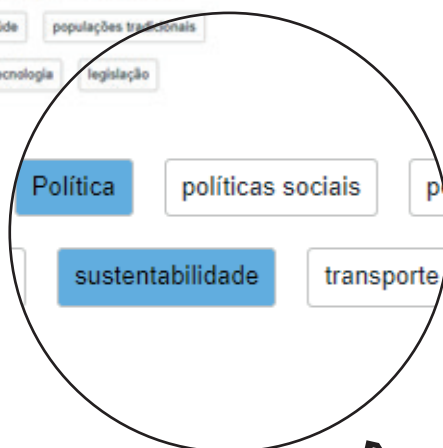 populações tradicionais
legislação
Política políticas sociais
sustentabilidade transporte